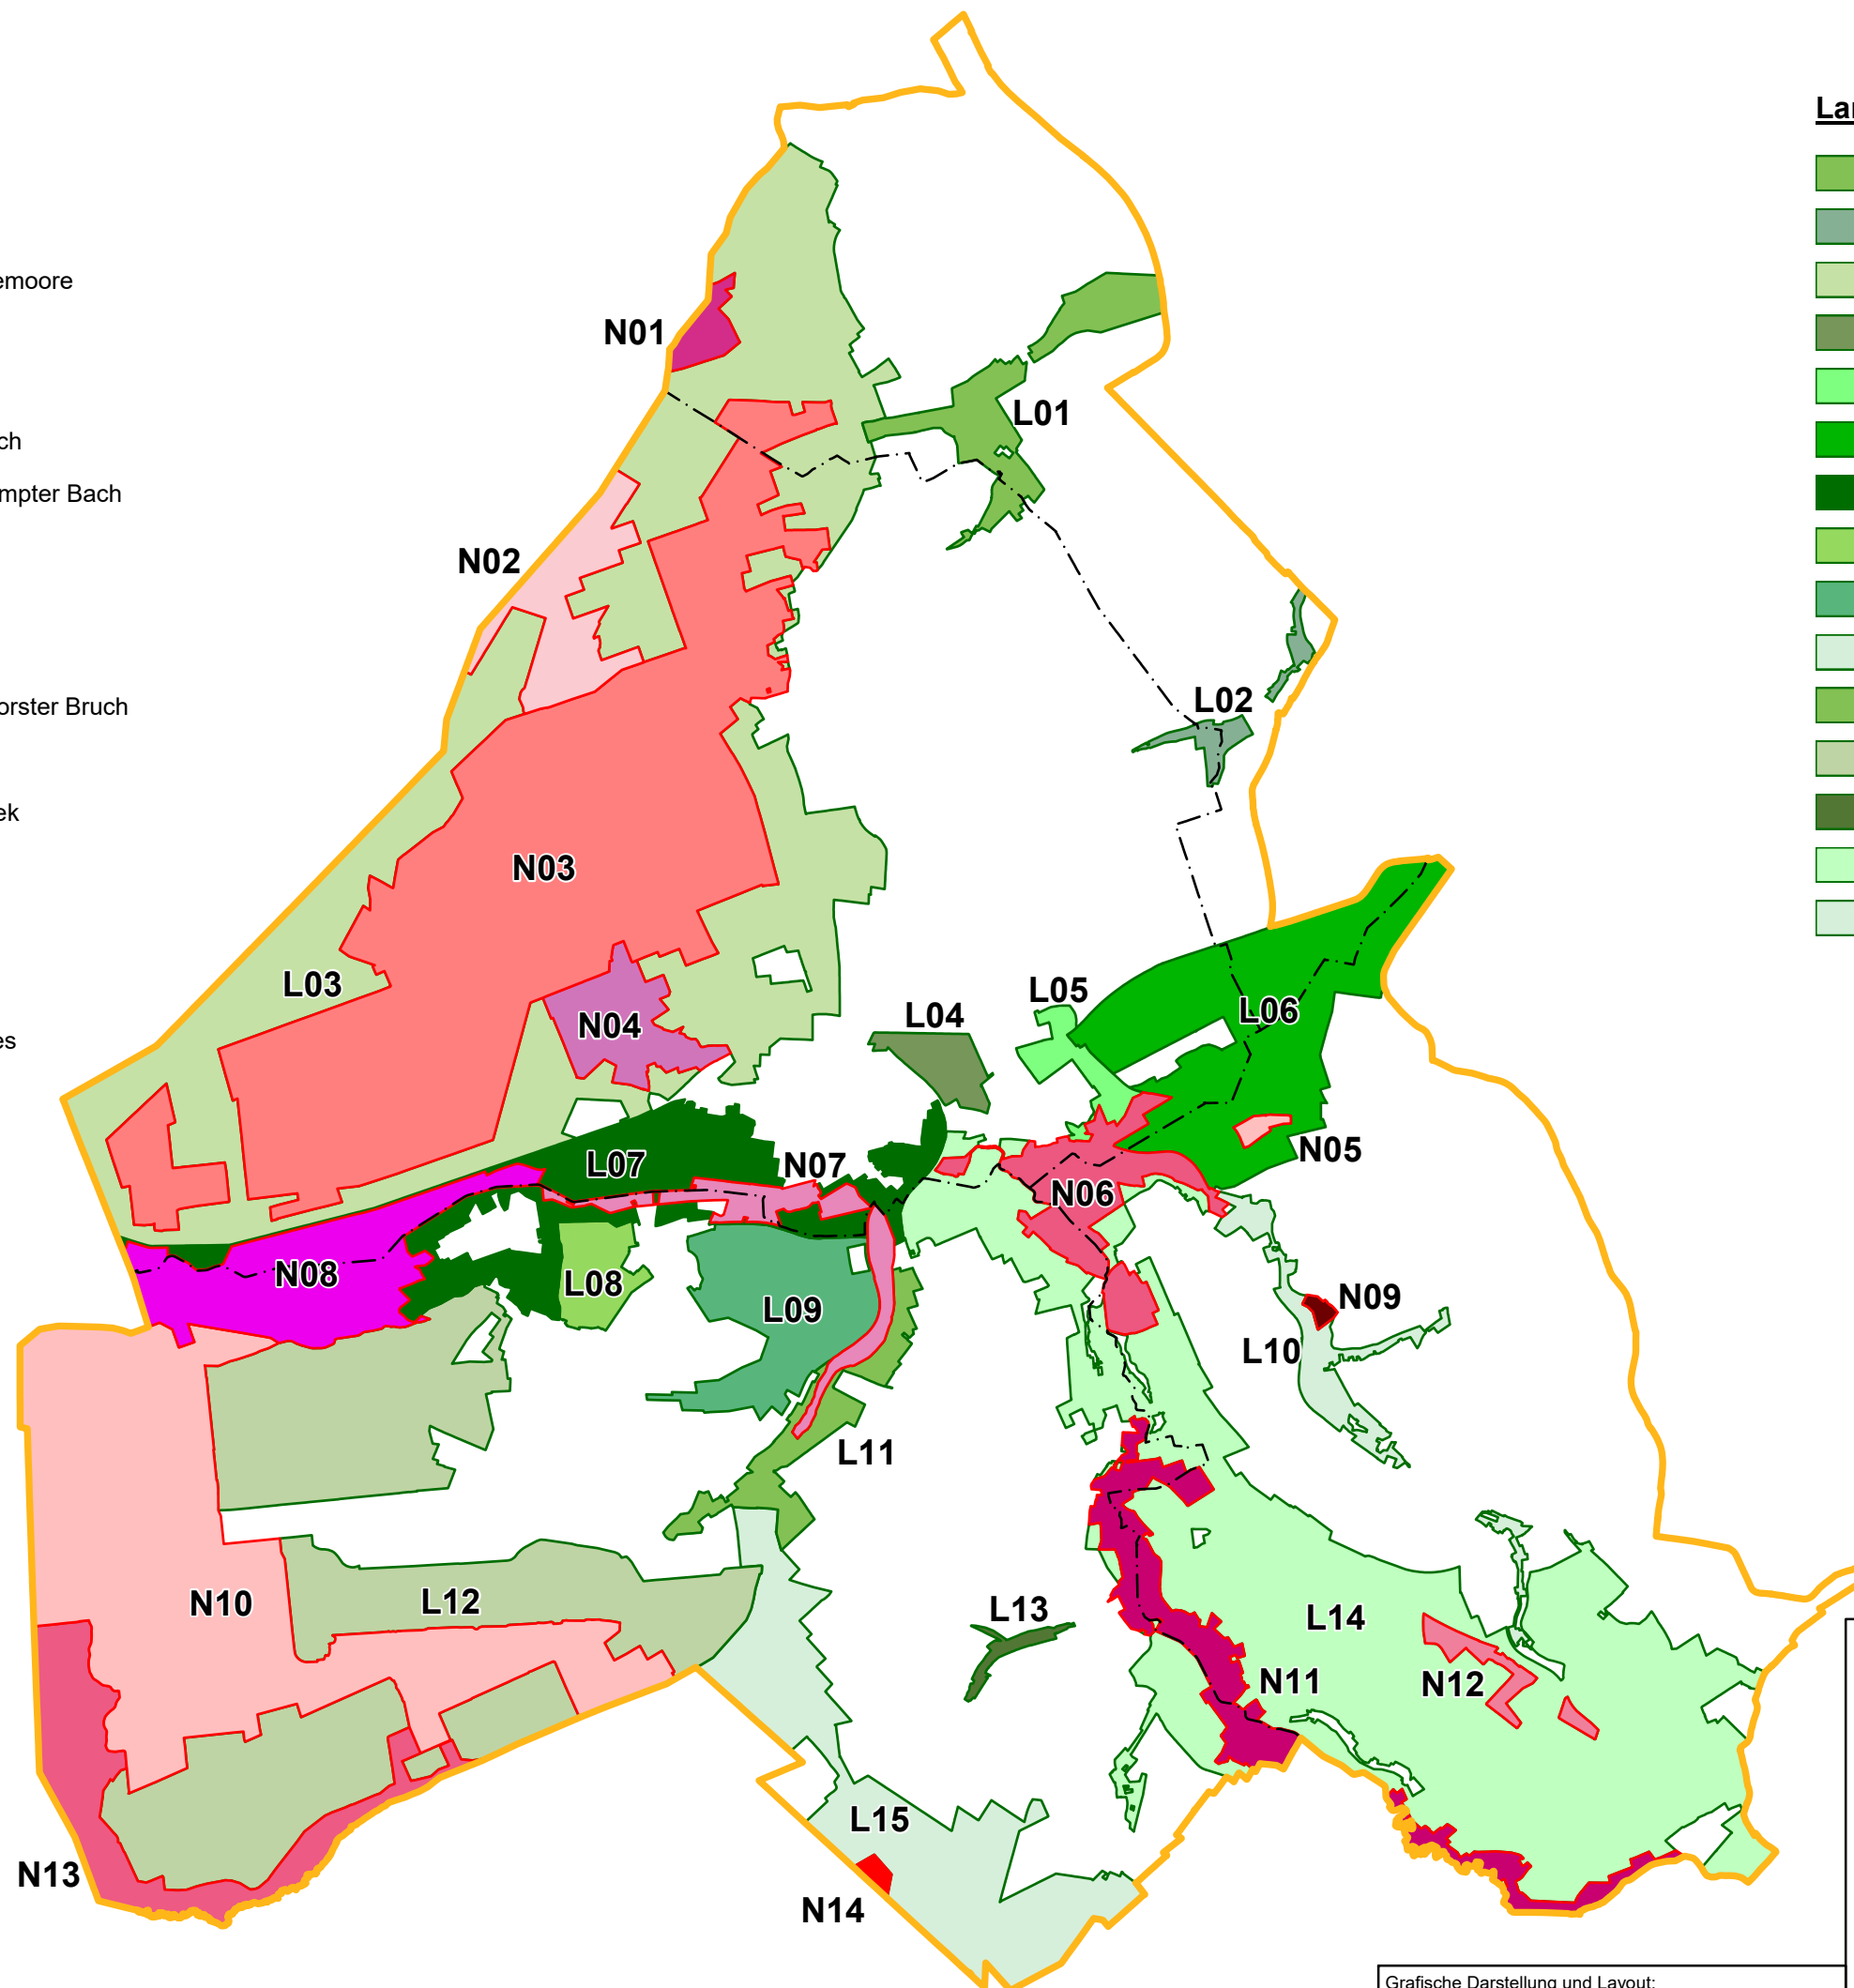 Lar
emoore
N01
L01
ch
mpter Bach
N02
L02
orster Bruch
ek
N03
L03
L05
L06
L04
N04
es
N05
N07
L07
N06
N08
L08
N09
L09
L10
L11
N10
L12
L13
L14
N11
N12
L15
N13
N14
Grafische Darstellung und Layout: